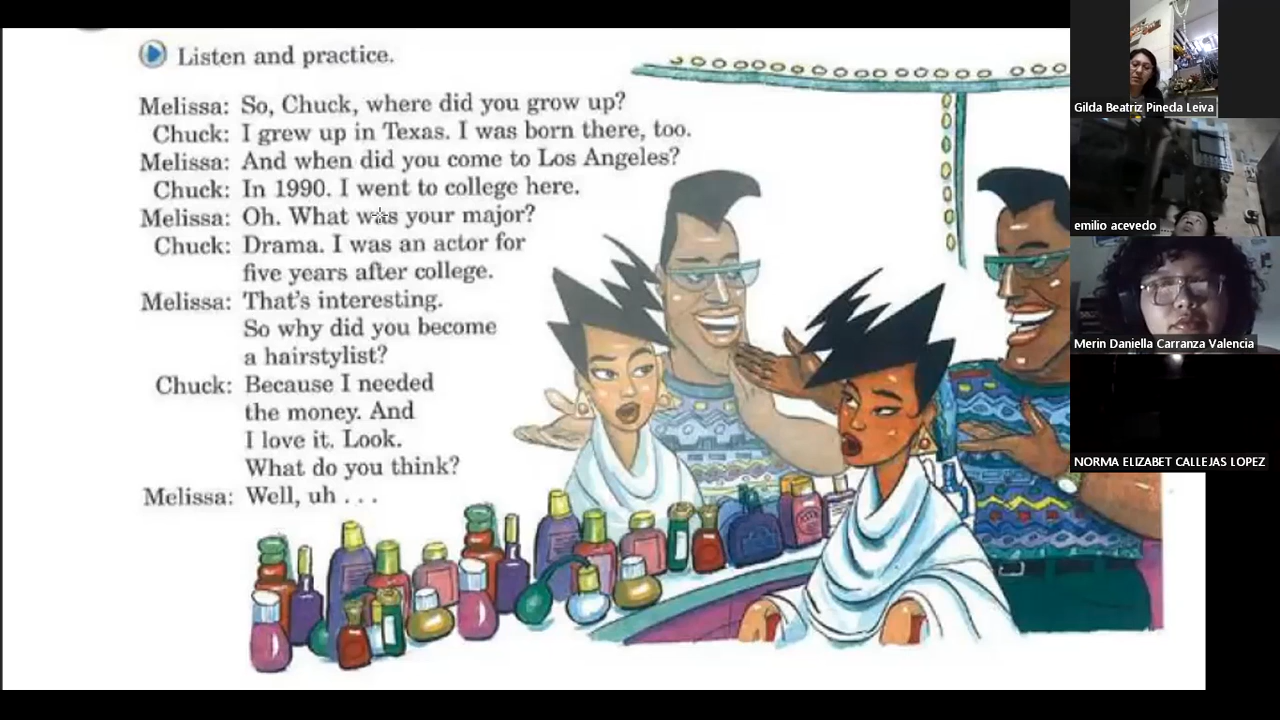 Listen and practice.
Melissa: So, Chuck, where did you grow up?
Chuck: I grew up in Texas. I was born there, too.
Melissa: And when did you come to Los Angeles?
Chuck: In 1990. I went to college here.
Melissa: Oh. What was your major?
Chuck: Drama. I was an actor for
five years after college.
Melissa: That's interesting.
So why did you become
a hairstylist?
Chuck: Because I needed
the money. And
I love it. Look.
What do you think?
Melissa: Well, uh . . .
Gilda Beatriz Pineda Leiva
emilio acevedo
Merin Daniella Carranza Valencia
NORMA ELIZABET CALLEJAS LOPEZ